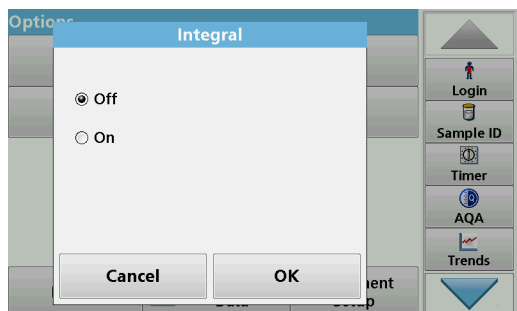 Options
Integral
Off
On
Cancel
OK
Login
Sample ID
Timer
AQA
Trends